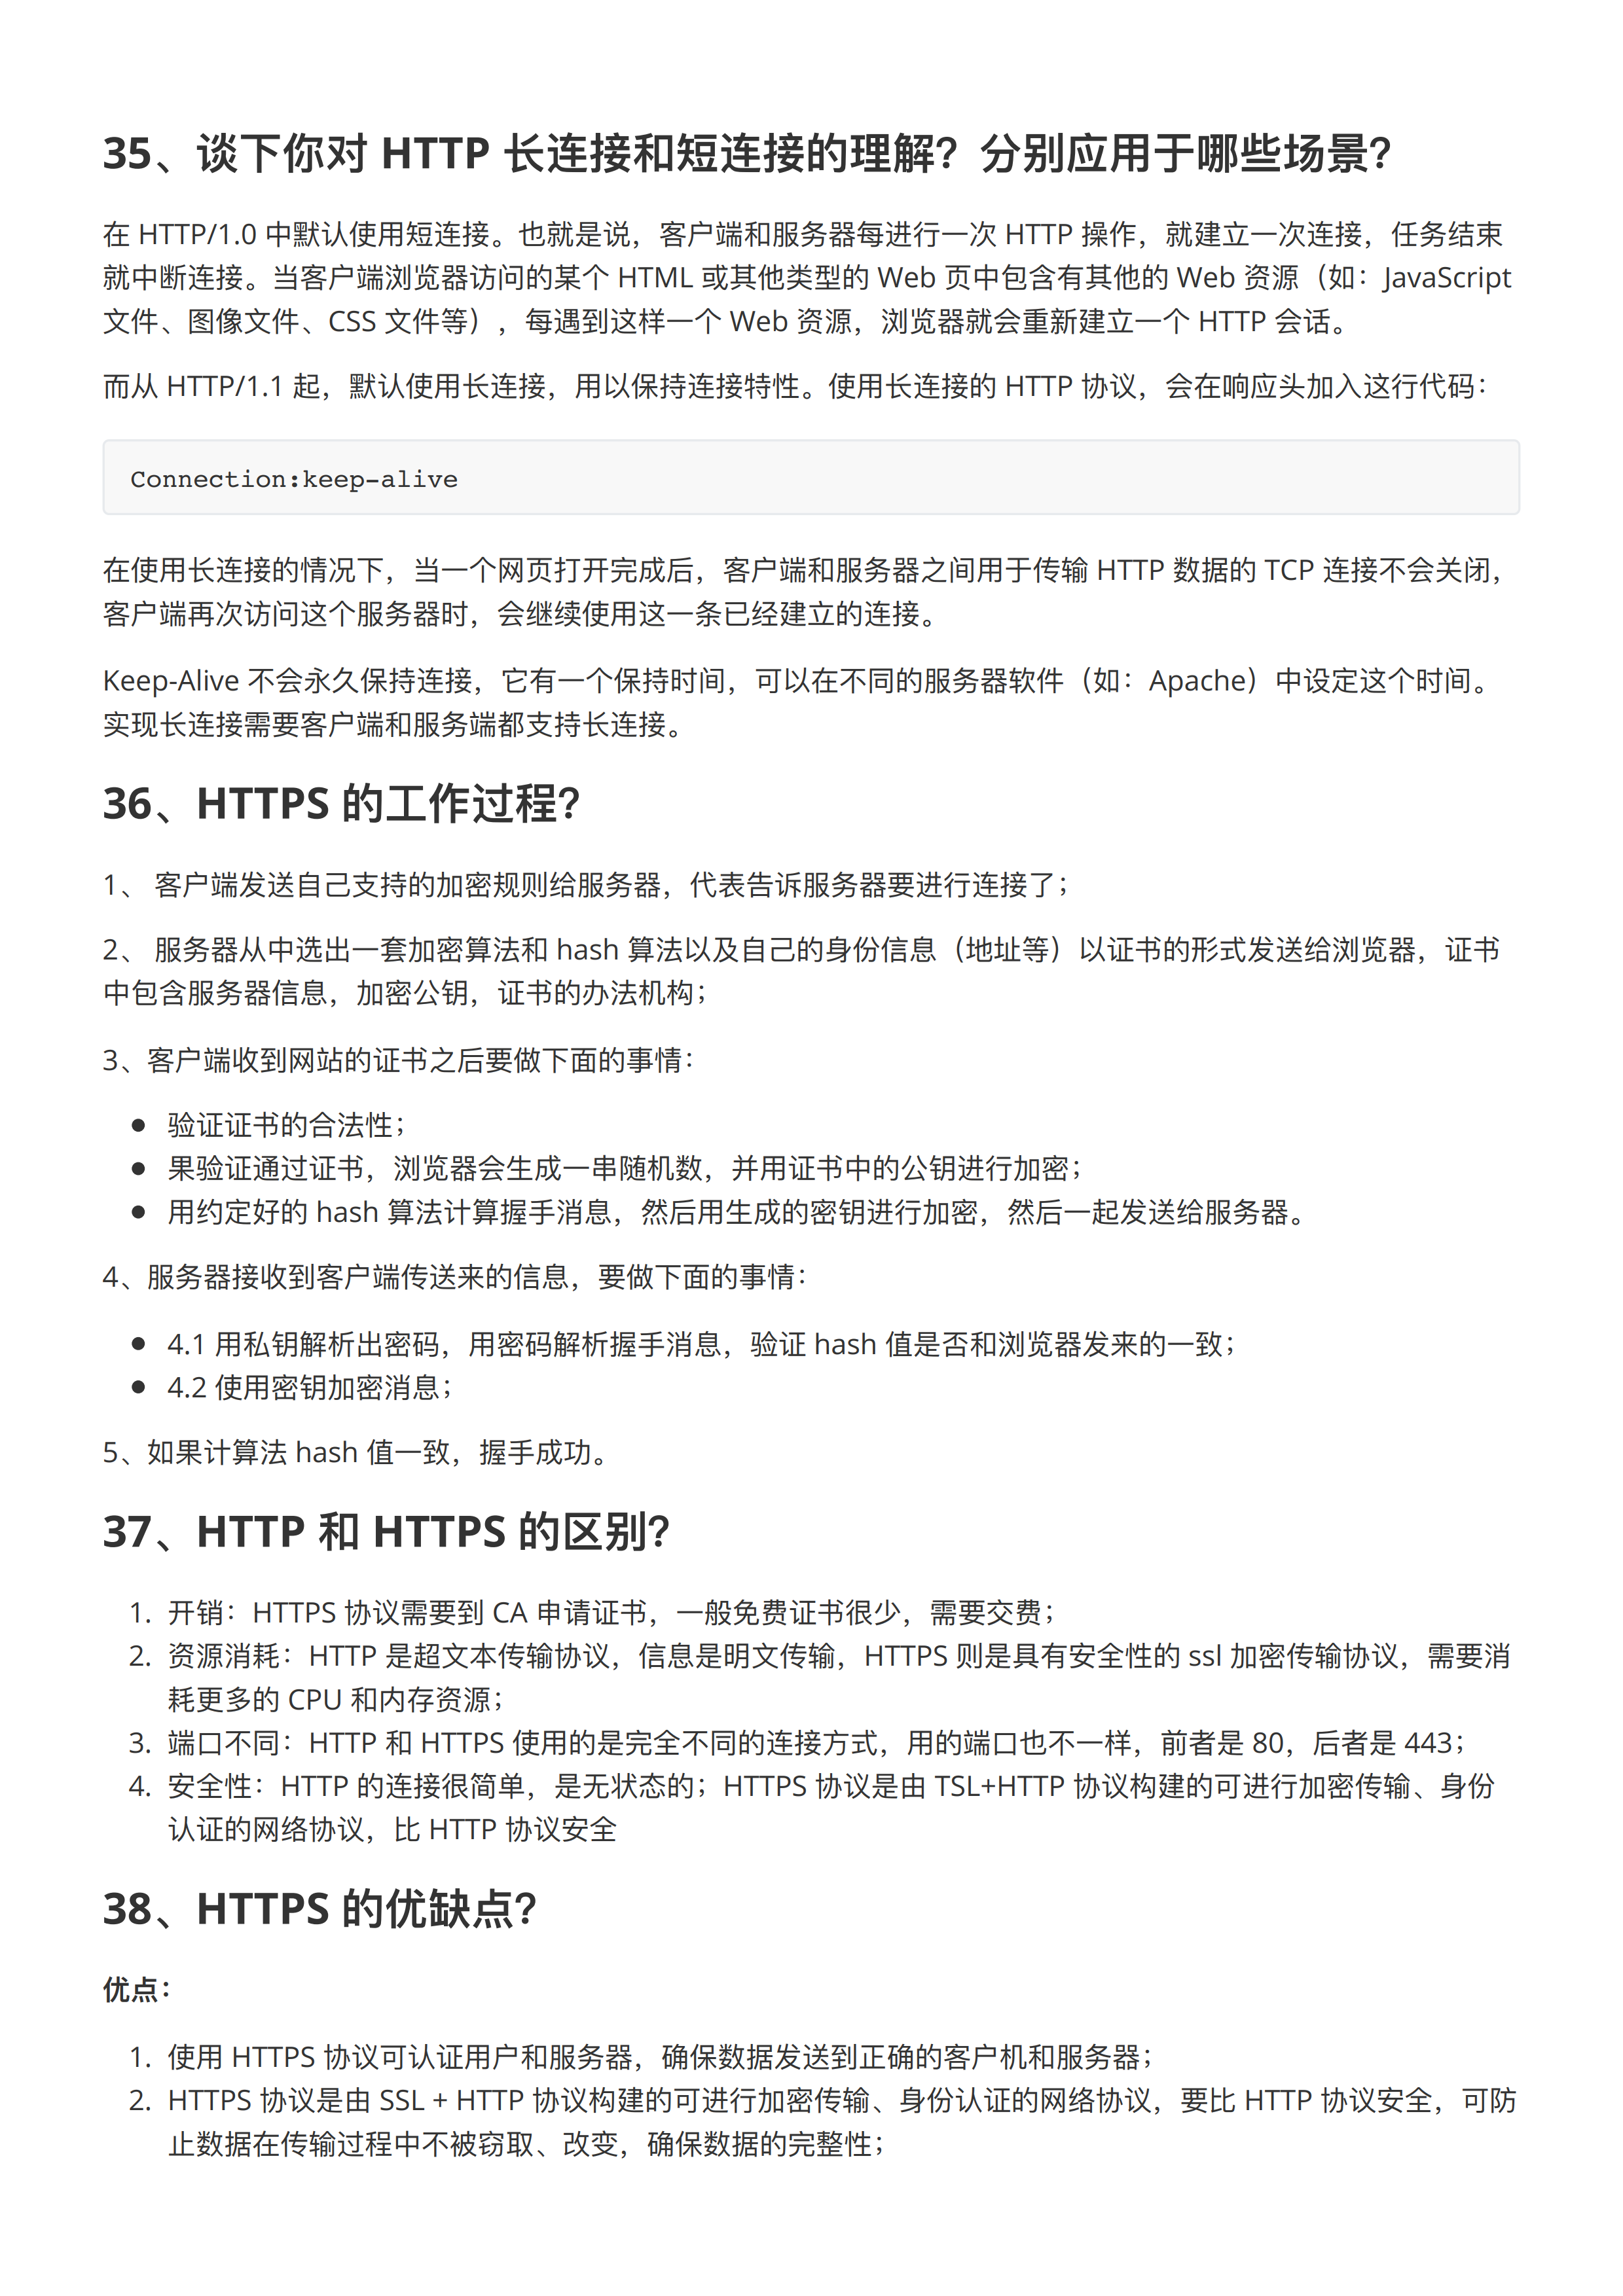 35、谈下你对 HTTP 长连接和短连接的理解？分别应用于哪些场景？
在 HTTP/1.0 中默认使用短连接。也就是说，客户端和服务器每进行一次 HTTP 操作，就建立一次连接，任务结束
就中断连接。当客户端浏览器访问的某个 HTML 或其他类型的 Web 页中包含有其他的 Web 资源（如：JavaScript
文件、图像文件、CSS 文件等），每遇到这样一个 Web 资源，浏览器就会重新建立一个 HTTP 会话。
而从 HTTP/1.1 起，默认使用长连接，用以保持连接特性。使用长连接的 HTTP 协议，会在响应头加入这行代码：
Connection:keep-alive
在使用长连接的情况下，当一个网页打开完成后，客户端和服务器之间用于传输 HTTP 数据的 TCP 连接不会关闭，
客户端再次访问这个服务器时，会继续使用这一条已经建立的连接。
Keep-Alive 不会永久保持连接，它有一个保持时间，可以在不同的服务器软件（如：Apache）中设定这个时间。
实现长连接需要客户端和服务端都支持长连接。
36、HTTPS 的工作过程？
1、 客户端发送自己支持的加密规则给服务器，代表告诉服务器要进行连接了；
2、 服务器从中选出一套加密算法和 hash 算法以及自己的身份信息（地址等）以证书的形式发送给浏览器，证书
中包含服务器信息，加密公钥，证书的办法机构；
3、客户端收到网站的证书之后要做下面的事情：
● 验证证书的合法性；
● 果验证通过证书，浏览器会生成一串随机数，并用证书中的公钥进行加密；
● 用约定好的 hash 算法计算握手消息，然后用生成的密钥进行加密，然后一起发送给服务器。
4、服务器接收到客户端传送来的信息，要做下面的事情：
● 4.1 用私钥解析出密码，用密码解析握手消息，验证 hash 值是否和浏览器发来的一致；
● 4.2 使用密钥加密消息；
5、如果计算法 hash 值一致，握手成功。
37、HTTP 和 HTTPS 的区别？
1. 开销：HTTPS 协议需要到 CA 申请证书，一般免费证书很少，需要交费；
2. 资源消耗：HTTP 是超文本传输协议，信息是明文传输，HTTPS 则是具有安全性的 ssl 加密传输协议，需要消
耗更多的 CPU 和内存资源；
3. 端口不同：HTTP 和 HTTPS 使用的是完全不同的连接方式，用的端口也不一样，前者是 80，后者是 443；
4. 安全性：HTTP 的连接很简单，是无状态的；HTTPS 协议是由 TSL+HTTP 协议构建的可进行加密传输、身份
认证的网络协议，比 HTTP 协议安全
38、HTTPS 的优缺点？
优点：
1. 使用 HTTPS 协议可认证用户和服务器，确保数据发送到正确的客户机和服务器；
2. HTTPS 协议是由 SSL + HTTP 协议构建的可进行加密传输、身份认证的网络协议，要比 HTTP 协议安全，可防
止数据在传输过程中不被窃取、改变，确保数据的完整性；